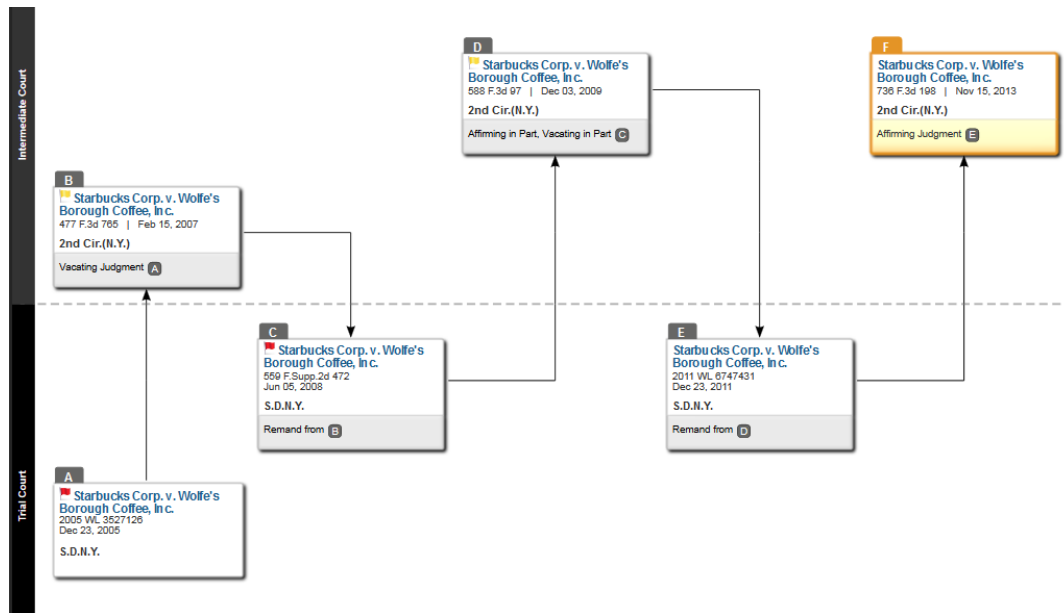 Intermediate Court
Trial Court
A
Starbucks Corp. v. Wolfe's
Borough Coffee, Inc.
2005 WL 3527126
Dec 23, 2005
S.D.N.Y.
B
Starbucks Corp. v. Wolfe's
Borough Coffee, Inc.
477 F.3d 765 | Feb 15, 2007
2nd Cir.(N.Y.)
Vacating Judgment A
C
Starbucks Corp. v. Wolfe's
Borough Coffee, Inc.
559 F.Supp.2d 472
Jun 05, 2008
S.D.N.Y.
Remand from B
D
Starbucks Corp. v. Wolfe's
Borough Coffee, Inc.
588 F.3d 97 | Dec 03, 2009
2nd Cir.(N.Y.)
Affirming in Part, Vacating in Part C
E
Starbucks Corp. v. Wolfe's
Borough Coffee, Inc.
2011 WL 6747431
Dec 23, 2011
S.D.N.Y.
Remand from D
F
Starbucks Corp. v. Wolfe's
Borough Coffee, Inc.
736 F.3d 198 | Nov 15, 2013
2nd Cir.(N.Y.)
Affirming Judgment E